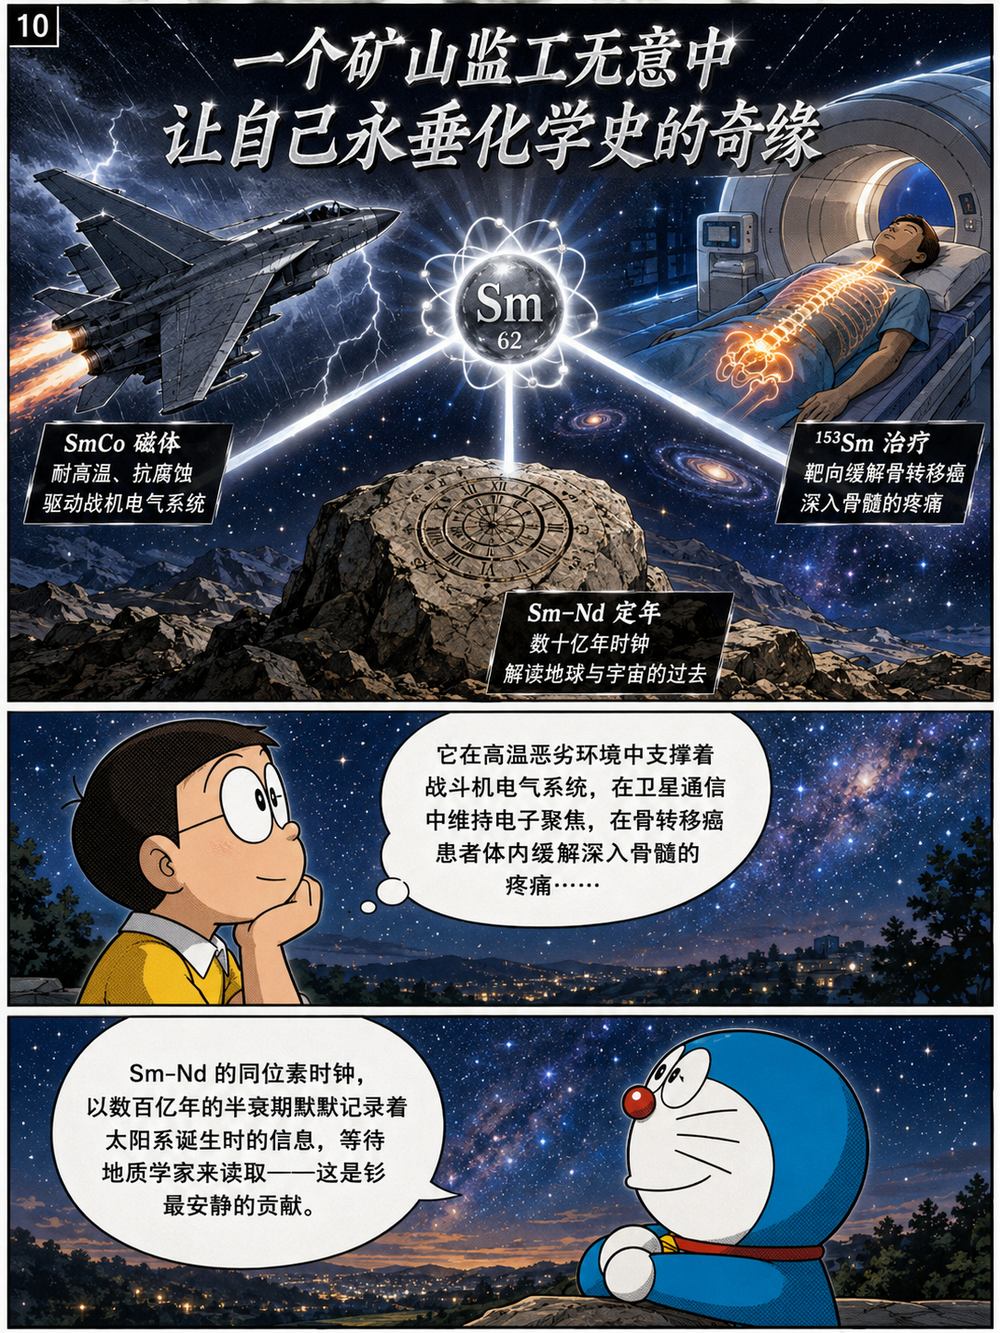 10
一个矿山监工无意中
让自己永垂化学史的奇缘
Sm
62
SmCo 磁体
耐高温、抗腐蚀
驱动战机电气系统
¹⁵³Sm 治疗
靶向缓解骨转移癌
深入骨髓的疼痛
Sm-Nd 定年
数十亿年时钟
解读地球与宇宙的过去
它在高温恶劣环境中支撑着
战斗机电气系统，在卫星通信
中维持电子聚焦，在骨转移癌
患者体内缓解深入骨髓的
疼痛……
Sm-Nd 的同位素时钟，
以数百亿年的半衰期默默记录着
太阳系诞生时的信息，等待
地质学家来读取——这是钐
最安静的贡献。